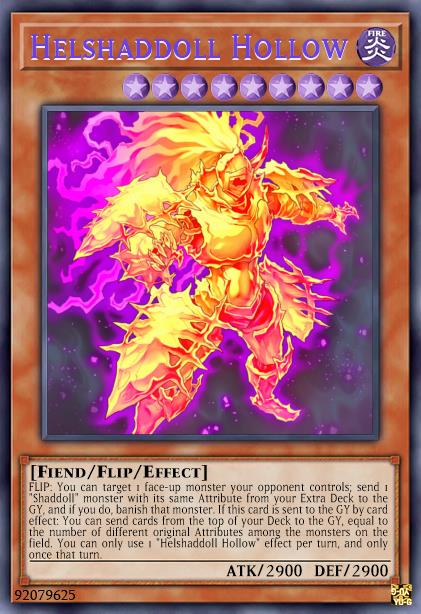 Helshaddoll Hollow
FIRE
炎
[Fiend/Flip/Effect]
FLIP: You can target 1 face-up monster your opponent controls; send 1
"Shaddoll" monster with its same Attribute from your Extra Deck to the
GY, and if you do, banish that monster. If this card is sent to the GY by card
effect: You can send cards from the top of your Deck to the GY, equal to
the number of different original Attributes among the monsters on the
field. You can only use 1 "Helshaddoll Hollow" effect per turn, and only
once that turn.
ATK/2900 DEF/2900
92079625